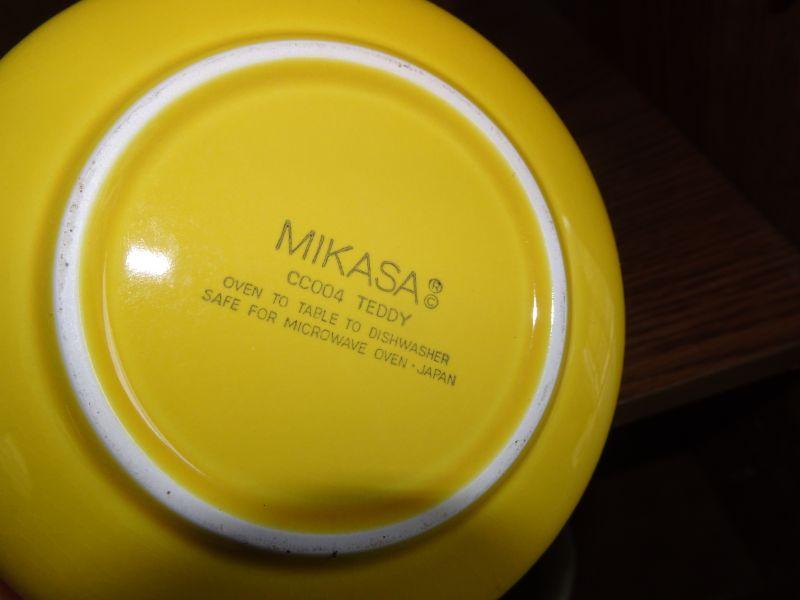 MIKASA®©
CC004 TEDDY
OVEN TO TABLE TO DISHWASHER
SAFE FOR MICROWAVE OVEN · JAPAN